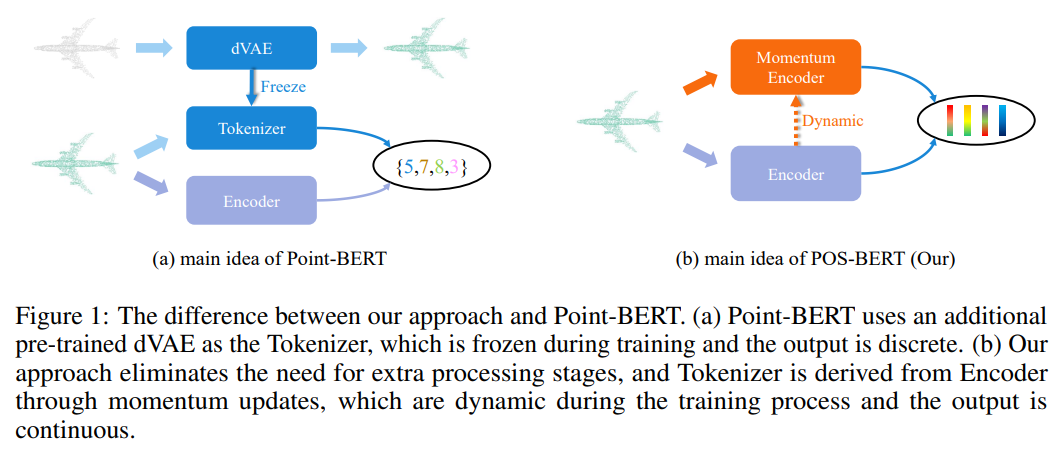 dVAE
Freeze
Tokenizer
{5,7,8,3}
Encoder
(a) main idea of Point-BERT
Momentum
Encoder
Dynamic
Encoder
(b) main idea of POS-BERT (Our)
Figure 1: The difference between our approach and Point-BERT. (a) Point-BERT uses an additional
pre-trained dVAE as the Tokenizer, which is frozen during training and the output is discrete. (b) Our
approach eliminates the need for extra processing stages, and Tokenizer is derived from Encoder
through momentum updates, which are dynamic during the training process and the output is
continuous.